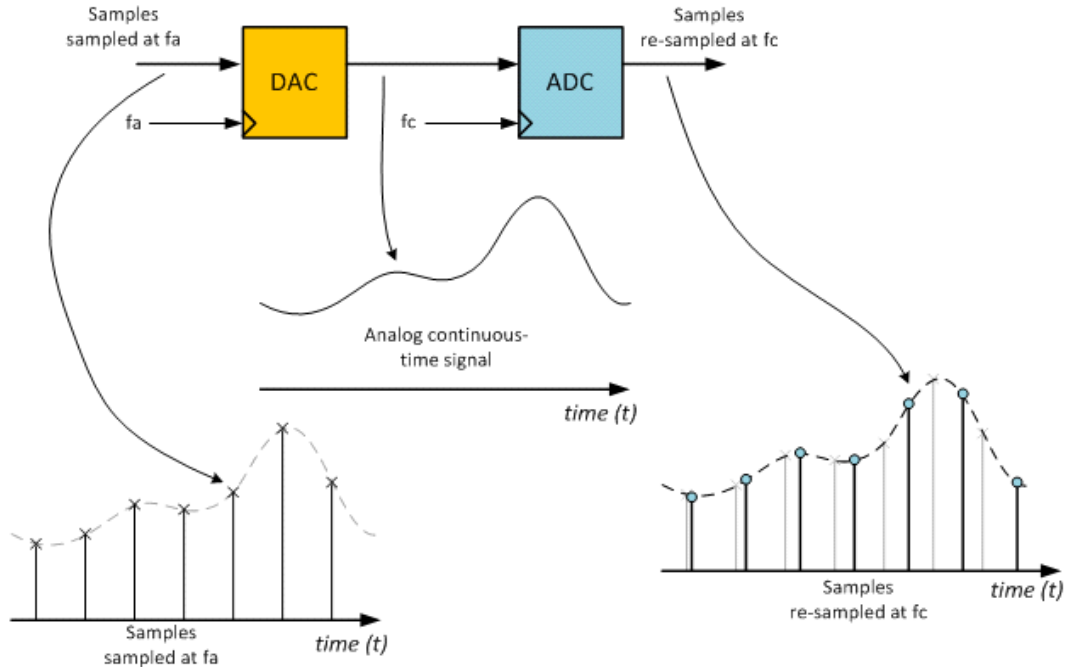 Samples
sampled at fa
Samples
re-sampled at fc
DAC
ADC
fa
fc
Analog continuous-
time signal
time (t)
Samples
sampled at fa
time (t)
Samples
re-sampled at fc
time (t)